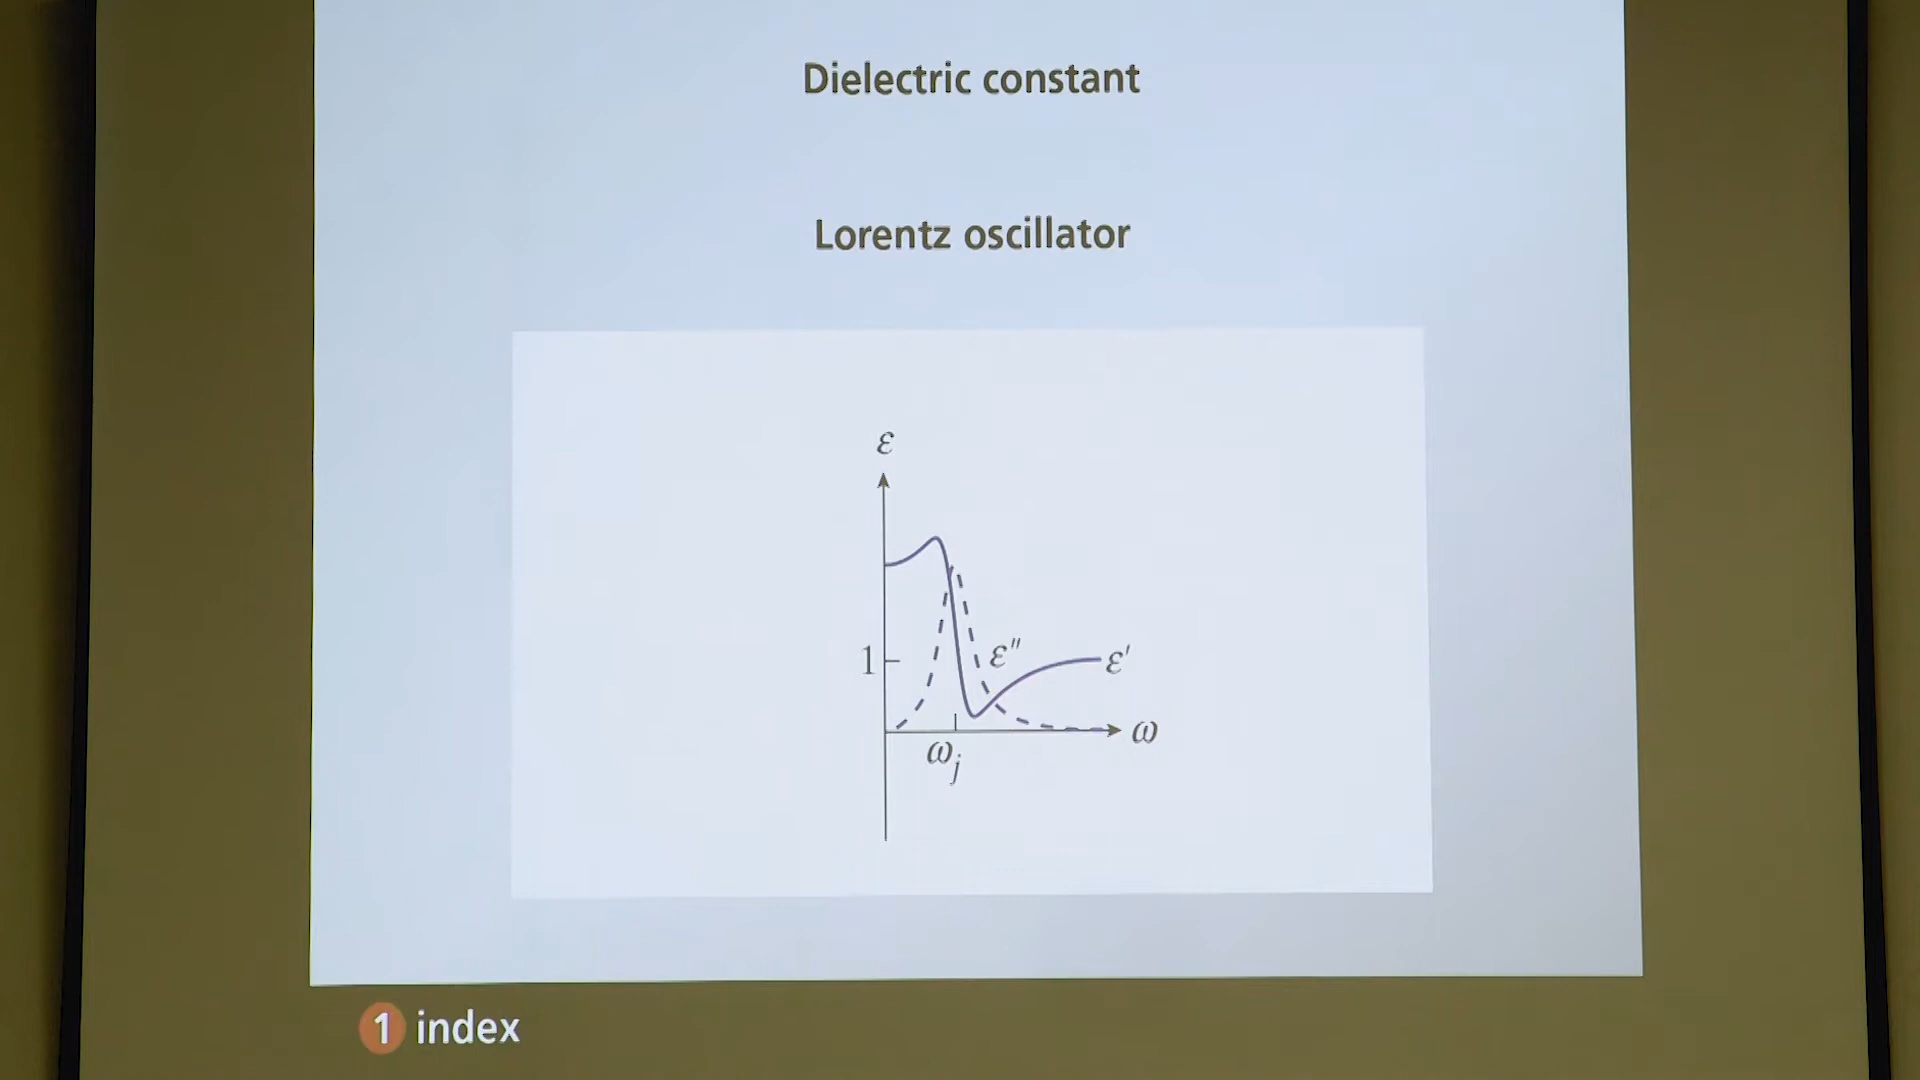 Dielectric constant
Lorentz oscillator
ε
1
ε″
ε′
ω
ωj
1 index